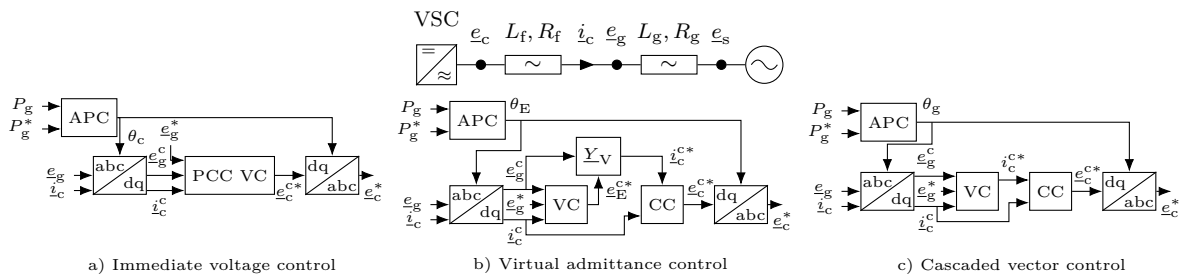 VSC
e_c L_f, R_f i_c e_g L_g, R_g e_s
= ≈ ~ ~ ~
P_g
P_g^*
APC
θ_c
e_g^*
e_g
i_c
abc
dq
e_g^c
i_c^c
PCC VC
e_c^{c*}
dq
abc
e_c^*
a) Immediate voltage control
P_g
P_g^*
APC
θ_E
e_g
i_c
abc
dq
e_g^c
e_g^*
i_c^c
VC
e_E^{c*}
Y_V
i_c^{c*}
CC
e_c^{c*}
dq
abc
e_c^*
b) Virtual admittance control
P_g
P_g^*
APC
θ_g
e_g
i_c
abc
dq
e_g^c
e_g^*
i_c^c
VC
i_c^{c*}
CC
e_c^{c*}
dq
abc
e_c^*
c) Cascaded vector control